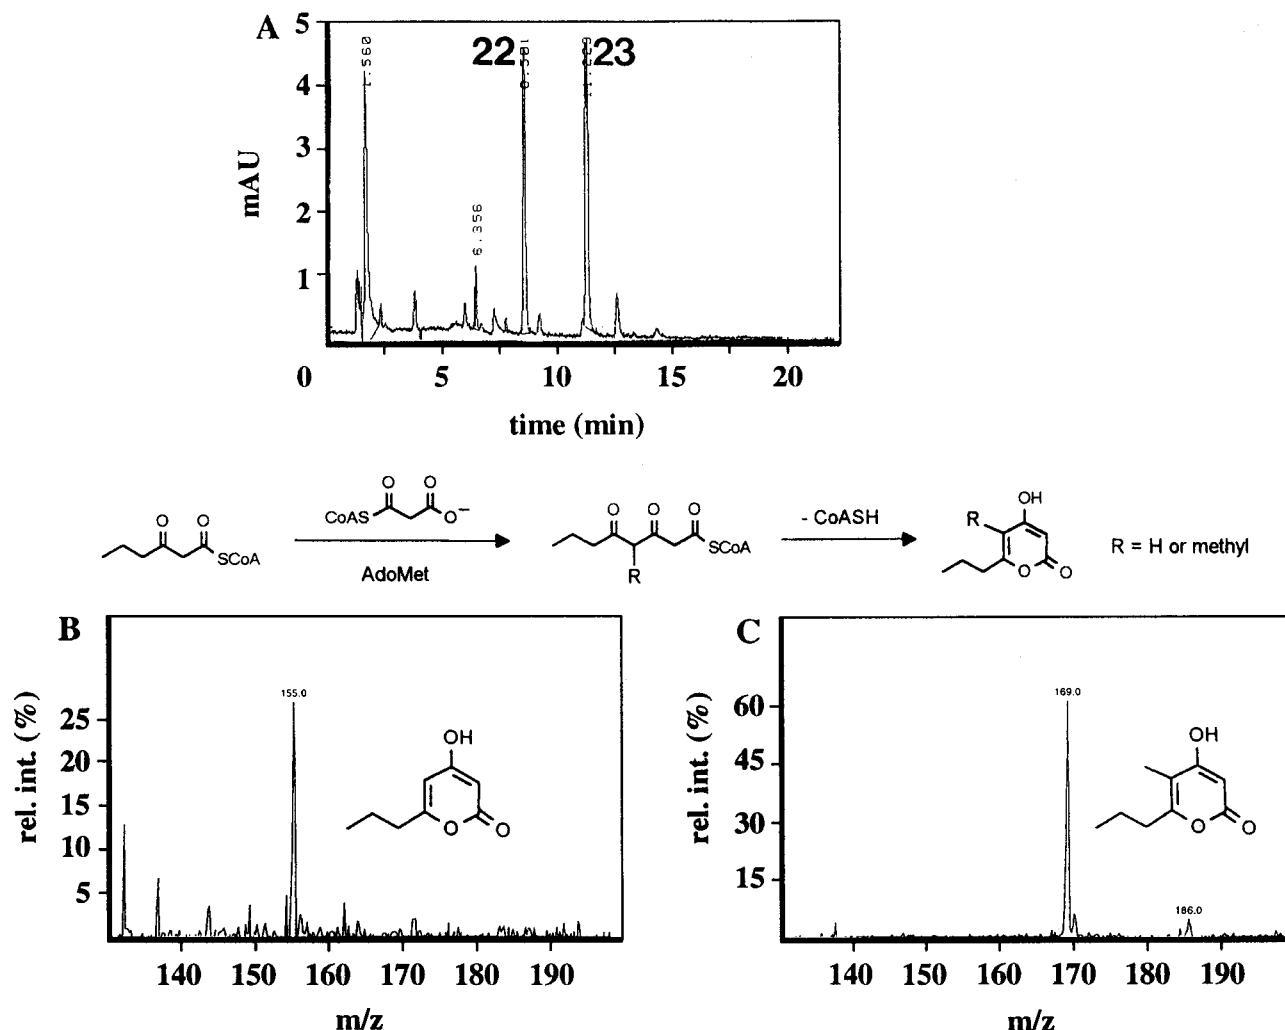 A
5
4
3
2
1
mAU
1.560
6.356
22
23
0
5
10
15
20
time (min)
O
O
SCoA
O
O
CoAS
O−
AdoMet
O
O
O
SCoA
R
- CoASH
OH
R
O
O
R = H or methyl
B
rel. int. (%)
25
20
15
10
5
155.0
OH
O
O
140
150
160
170
180
190
m/z
C
rel. int. (%)
60
45
30
15
169.0
186.0
OH
O
O
140
150
160
170
180
190
m/z